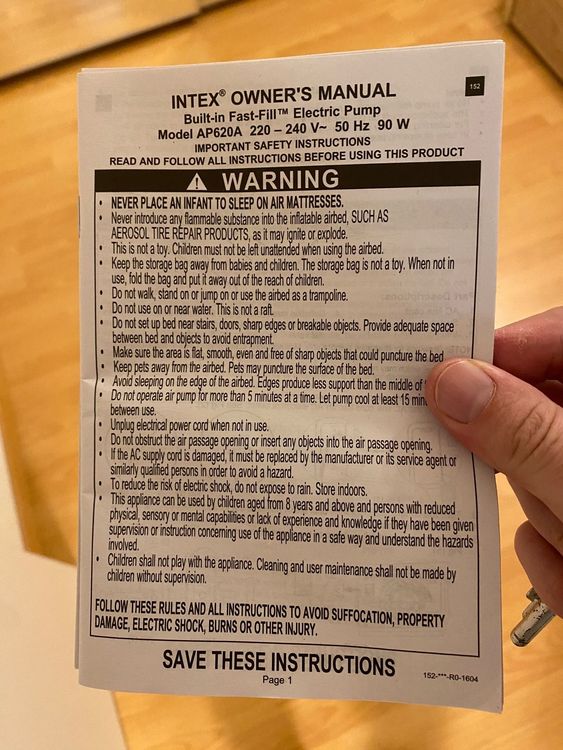 152
INTEX® OWNER'S MANUAL
Built-in Fast-Fill™ Electric Pump
Model AP620A 220 – 240 V~ 50 Hz 90 W
IMPORTANT SAFETY INSTRUCTIONS
READ AND FOLLOW ALL INSTRUCTIONS BEFORE USING THIS PRODUCT
WARNING
• NEVER PLACE AN INFANT TO SLEEP ON AIR MATTRESSES.
• Never introduce any flammable substance into the inflatable airbed, SUCH AS
AEROSOL TIRE REPAIR PRODUCTS, as it may ignite or explode.
• This is not a toy. Children must not be left unattended when using the airbed.
• Keep the storage bag away from babies and children. The storage bag is not a toy. When not in
use, fold the bag and put it away out of the reach of children.
• Do not walk, stand on or jump on or use the airbed as a trampoline.
• Do not use on or near water. This is not a raft.
• Do not set up bed near stairs, doors, sharp edges or breakable objects. Provide adequate space
between bed and objects to avoid entrapment.
• Make sure the area is flat, smooth, even and free of sharp objects that could puncture the bed
• Keep pets away from the airbed. Pets may puncture the surface of the bed.
• Avoid sleeping on the edge of the airbed. Edges produce less support than the middle of
• Do not operate air pump for more than 5 minutes at a time. Let pump cool at least 15
between use.
• Unplug electrical power cord when not in use.
• Do not obstruct the air passage opening or insert any objects into the air passage opening.
• If the AC supply cord is damaged, it must be replaced by the manufacturer or its service agent or
similarly qualified persons in order to avoid a hazard.
• To reduce the risk of electric shock, do not expose to rain. Store indoors.
• This appliance can be used by children aged from 8 years and above and persons with reduced
physical, sensory or mental capabilities or lack of experience and knowledge if they have been given
supervision or instruction concerning use of the appliance in a safe way and understand the hazards
involved.
• Children shall not play with the appliance. Cleaning and user maintenance shall not be made by
children without supervision.
FOLLOW THESE RULES AND ALL INSTRUCTIONS TO AVOID SUFFOCATION, PROPERTY
DAMAGE, ELECTRIC SHOCK, BURNS OR OTHER INJURY.
SAVE THESE INSTRUCTIONS
Page 1
152-***-R0-1604